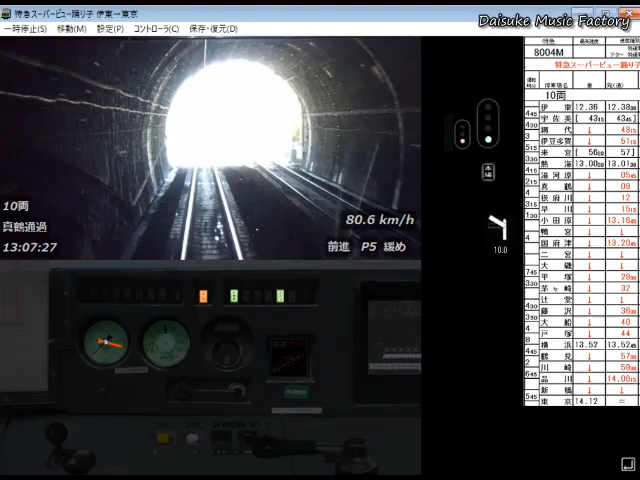 特急スーパービュー踊り子 伊東→東京
Daisuke Music Factory
一時停止(S) 移動(M) 設定(P) コントローラ(C) 保存・復元(D)
10両
真鶴通過
13:07:27
80.6 km/h
前進 P5 緩め
本線
10.0
8004M
最高速度
特急スーパービュー踊り子
10両
伊東 12.36 12.38
宇佐美 [ 43 43 ]
網代 ↓ 48
伊豆多賀 ↓ 51
来宮 [ 56 57 ]
熱海 13.00 13.01
湯河原 ↓ 05
真鶴 ↓ 08
根府川 ↓ 12
早川 ↓ 15
小田原 ↓ 13.16
鴨宮 ↓ ↓
国府津 ↓ 13.20
二宮 ↓ ↓
大磯 ↓ ↓
平塚 ↓ 28
茅ヶ崎 ↓ 32
辻堂 ↓ ↓
藤沢 ↓ 36
大船 ↓ 40
戸塚 ↓ 44
横浜 13.52 13.52
鶴見 ↓ 57
川崎 ↓ 59
品川 ↓ 14.06
新橋 ↓ ↓
東京 14.12 =